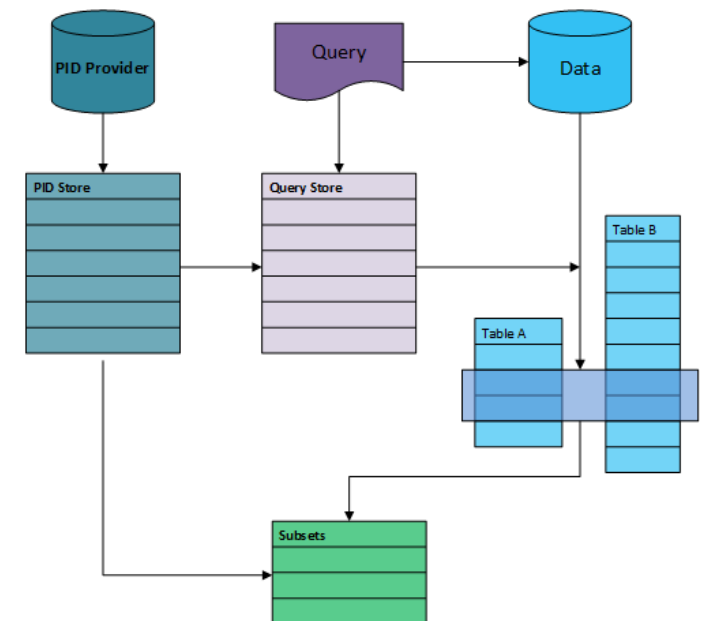 PID Provider
Query
Data
PID Store
Query Store
Table B
Table A
Subsets